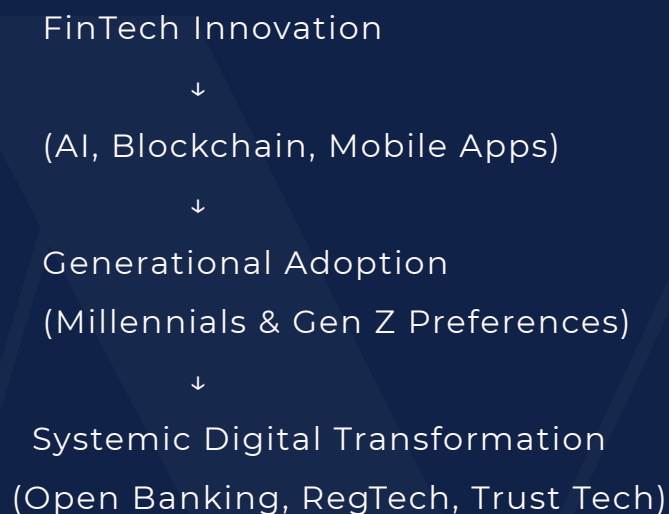 FinTech Innovation
↓
(AI, Blockchain, Mobile Apps)
↓
Generational Adoption
(Millennials & Gen Z Preferences)
↓
Systemic Digital Transformation
(Open Banking, RegTech, Trust Tech)